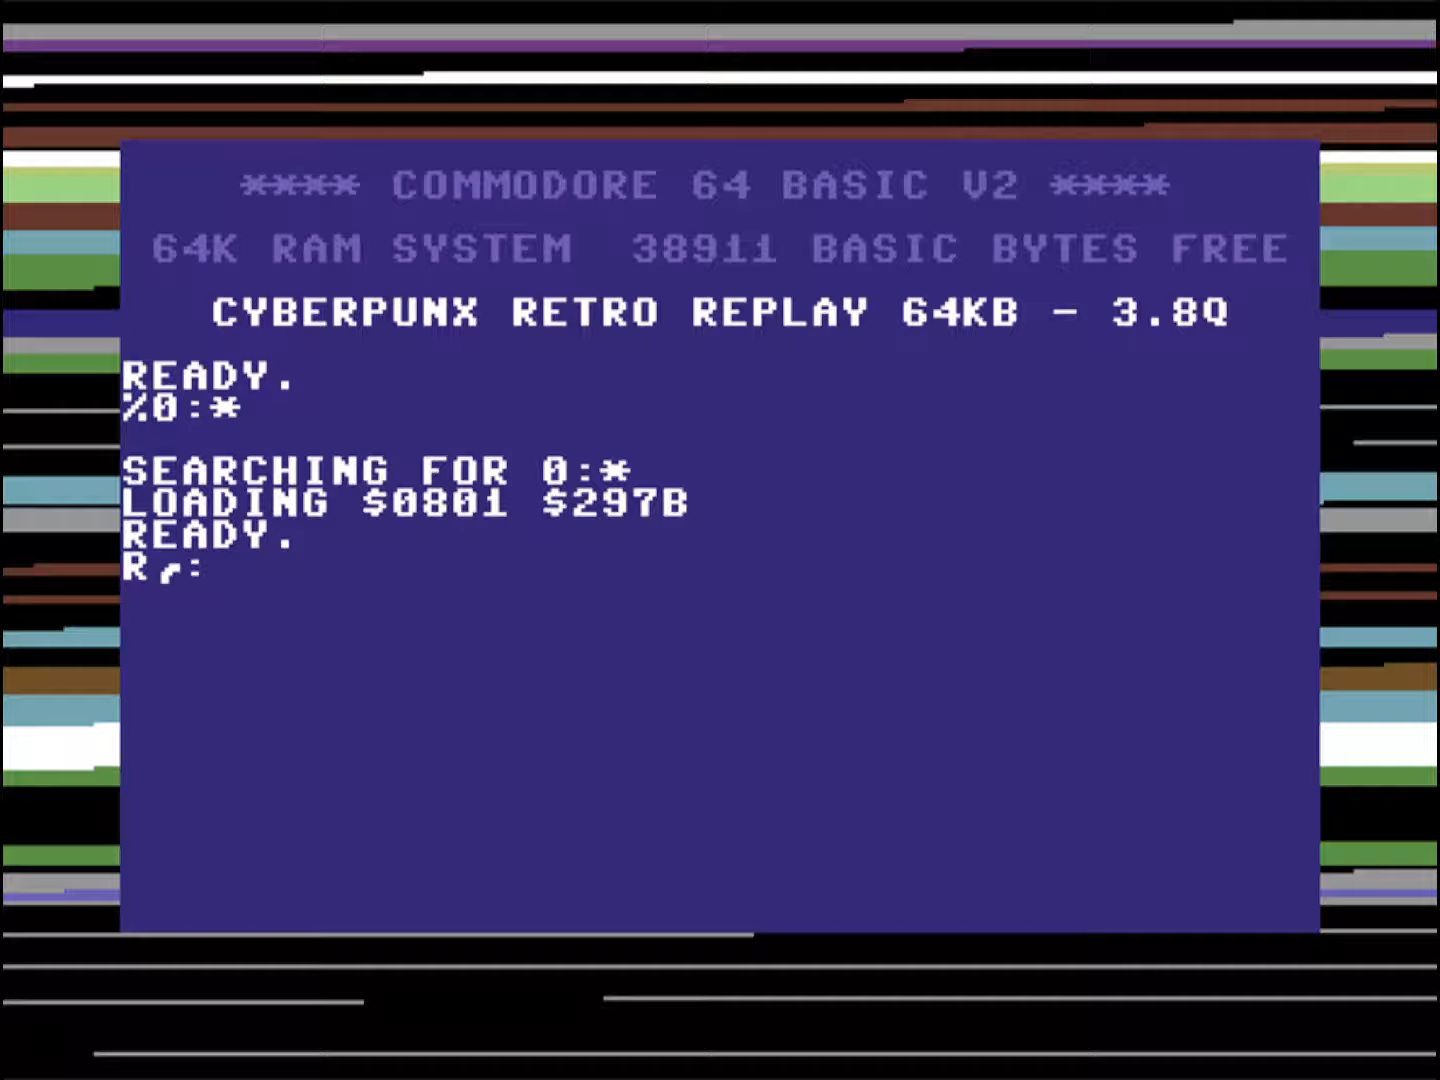 **** COMMODORE 64 BASIC V2 ****
64K RAM SYSTEM  38911 BASIC BYTES FREE
CYBERPUNX RETRO REPLAY 64KB - 3.8Q
READY.
%0:*
SEARCHING FOR 0:*
LOADING $0801 $297B
READY.
R╭: